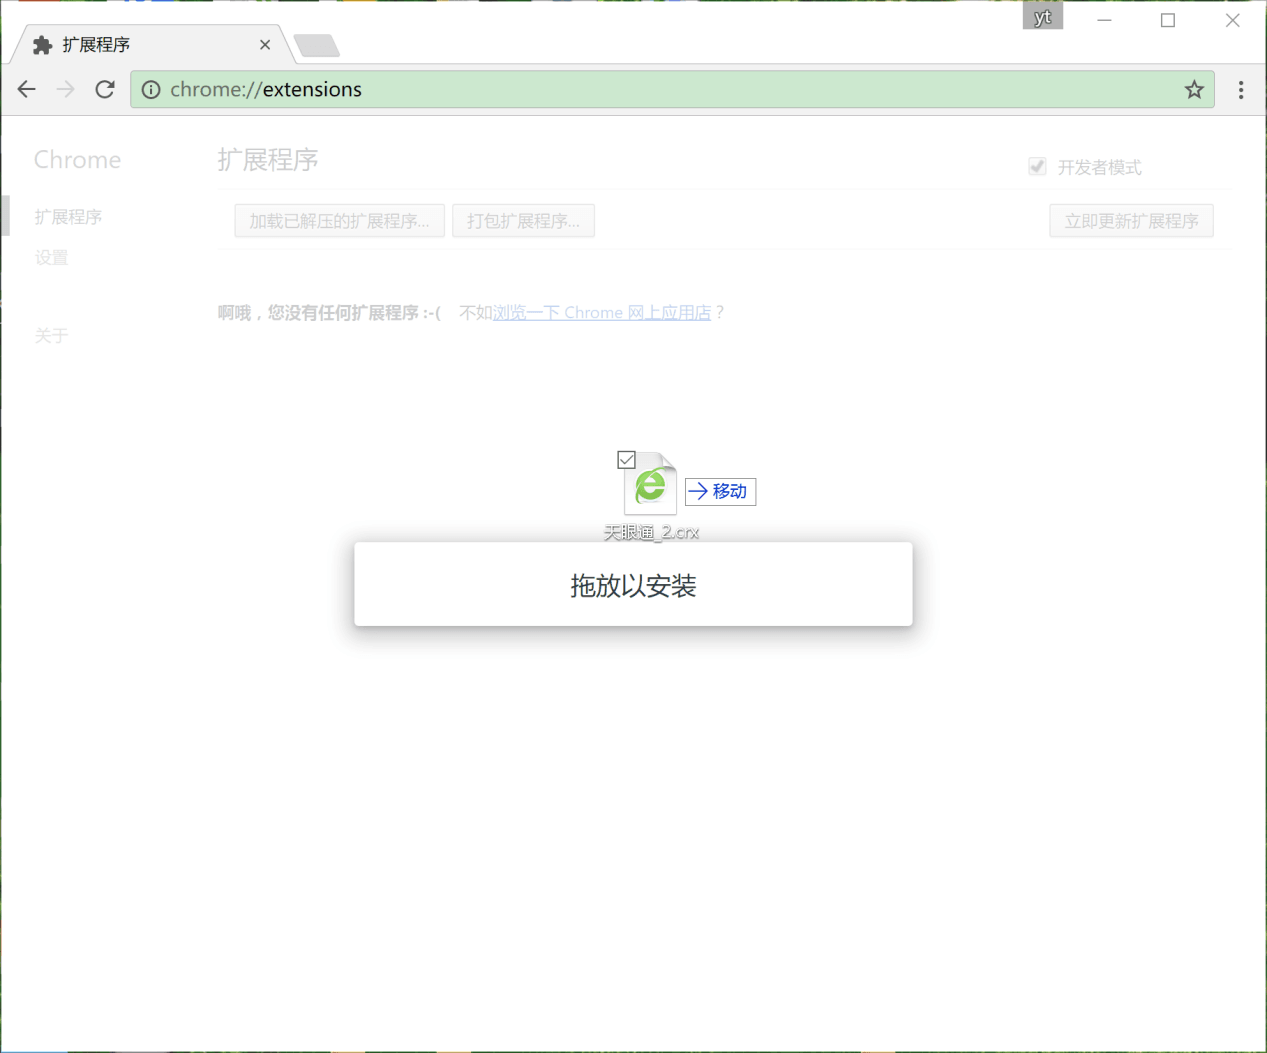 yt
扩展程序
chrome://extensions
Chrome
扩展程序
开发者模式
扩展程序
加载已解压的扩展程序...
打包扩展程序...
立即更新扩展程序
设置
啊哦，您没有任何扩展程序 :-( 不如浏览一下 Chrome 网上应用店？
关于
移动
天眼通_2.crx
拖放以安装